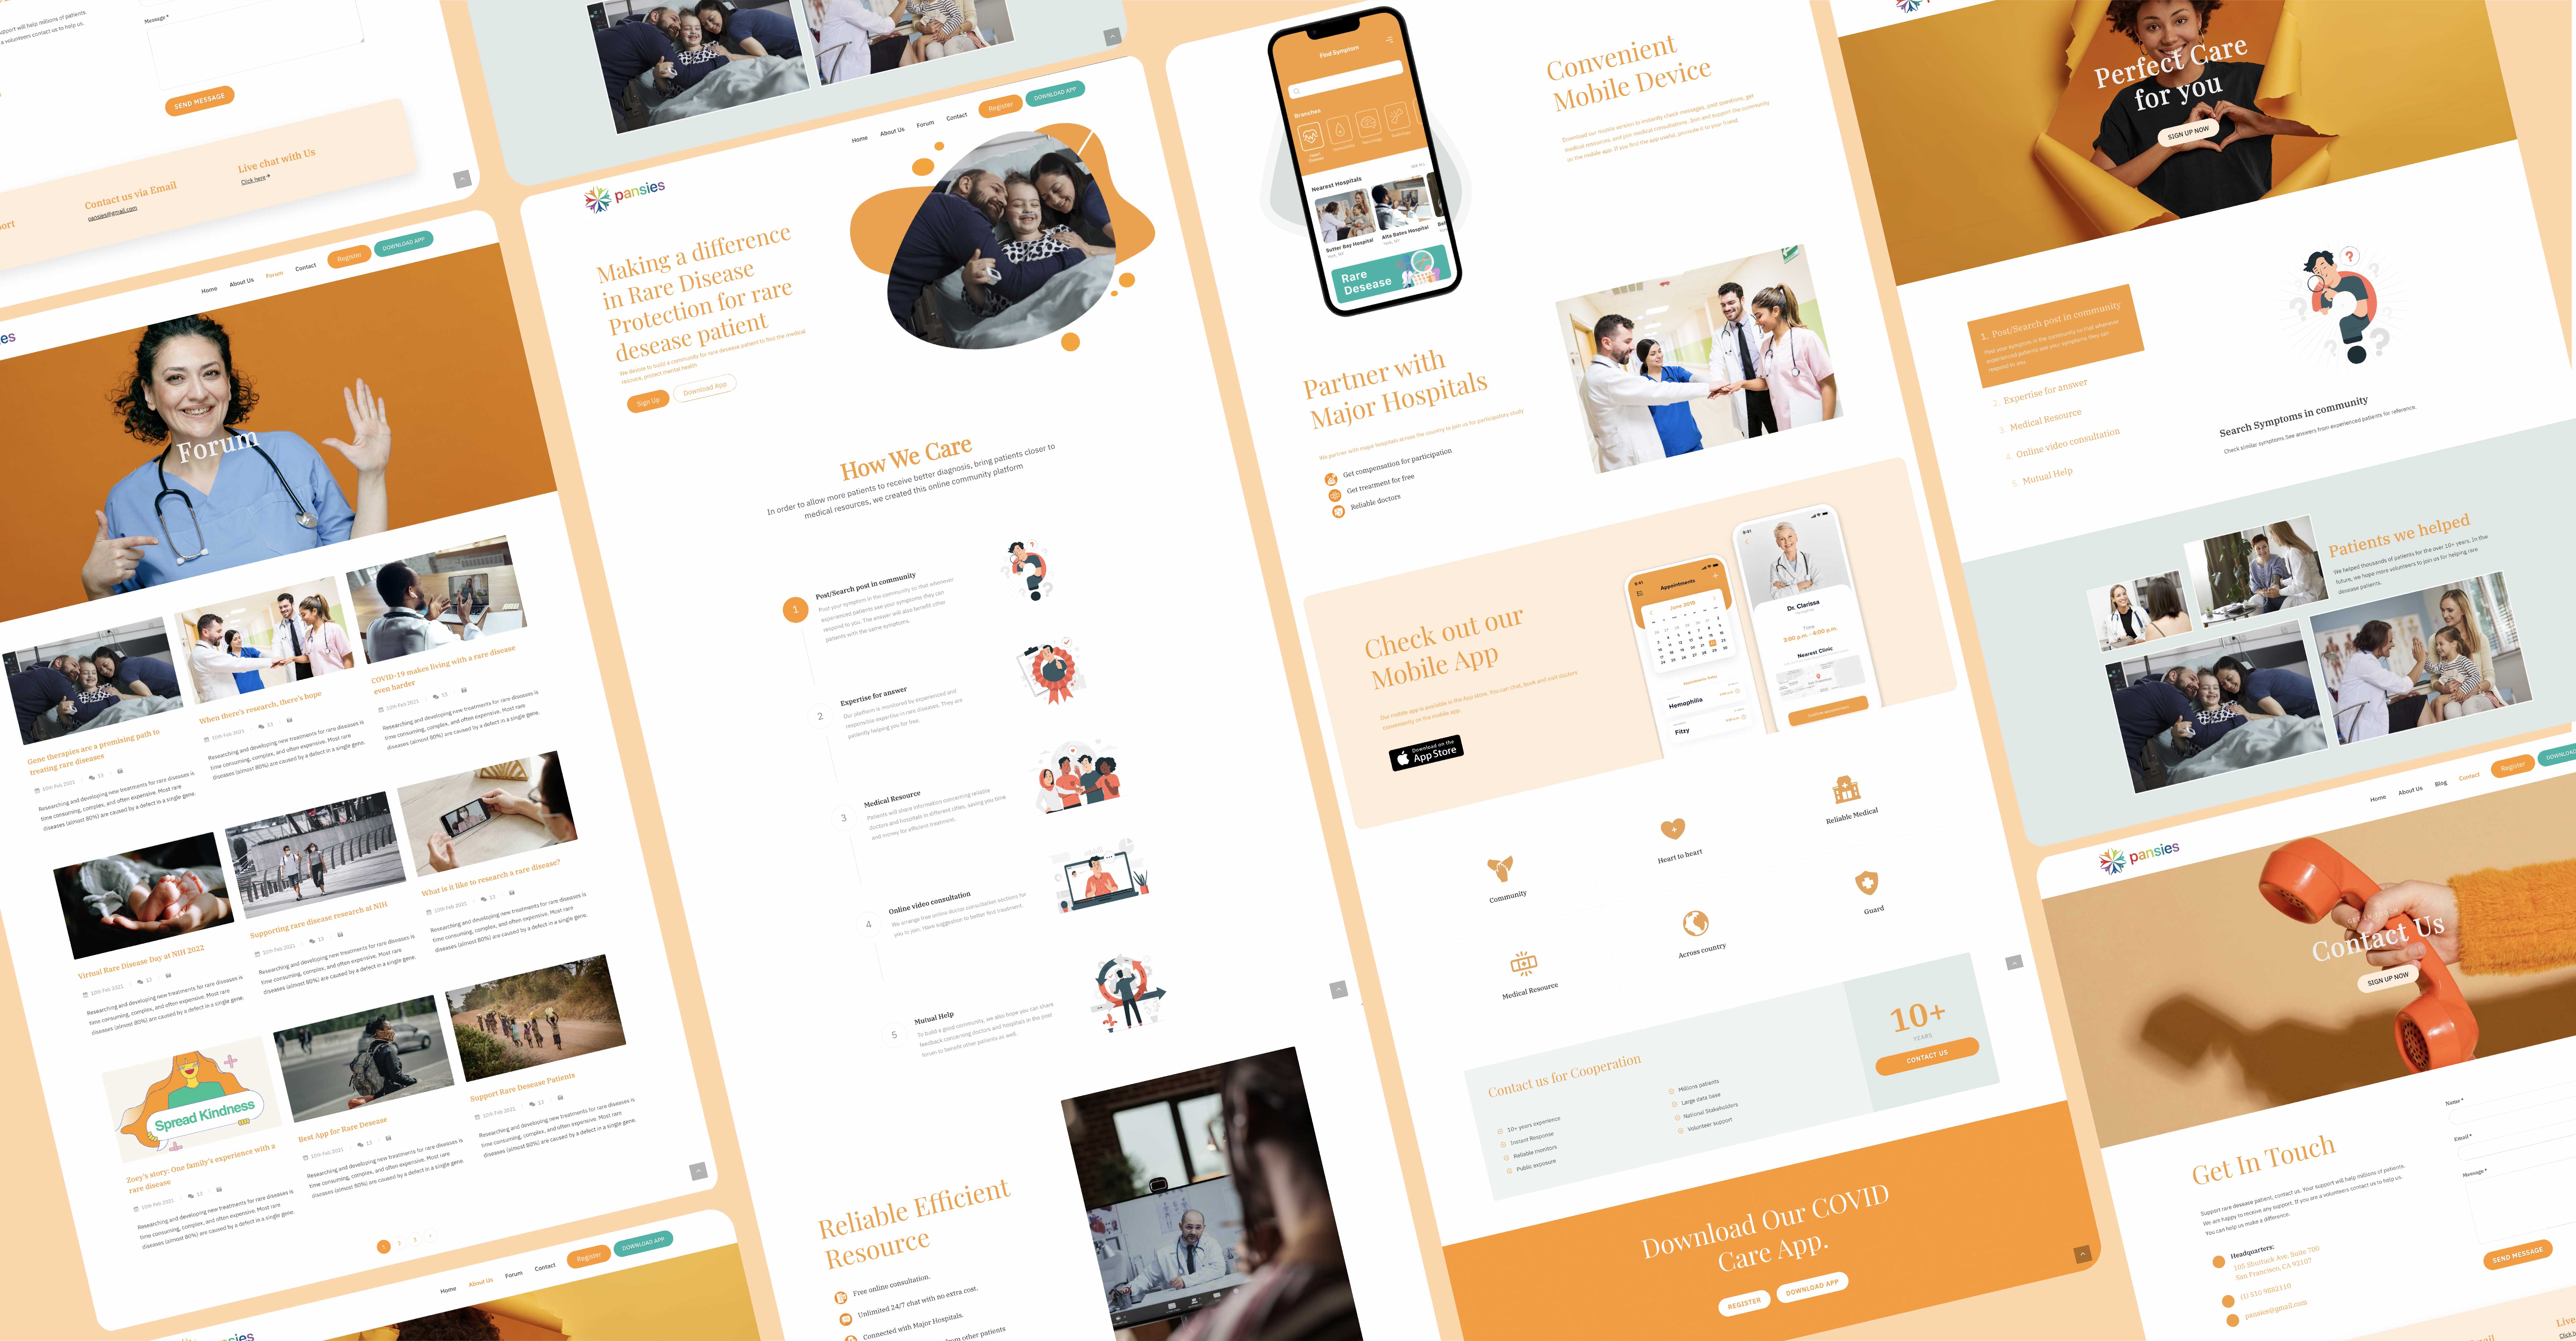 Message *
SEND MESSAGE
Contact us via Email
pansies@gmail.com
Live chat with Us
Click here
Home
About Us
Forum
Contact
Register
DOWNLOAD APP
Forum
Gene therapies are a promising path to
treating rare diseases
10th Feb 2021
13
Researching and developing new treatments for rare diseases is
time consuming, complex, and often expensive. Most rare
diseases (almost 80%) are caused by a defect in a single gene.
When there's research, there's hope
10th Feb 2021
13
Researching and developing new treatments for rare diseases is
time consuming, complex, and often expensive. Most rare
diseases (almost 80%) are caused by a defect in a single gene.
COVID-19 makes living with a rare disease
even harder
10th Feb 2021
13
Researching and developing new treatments for rare diseases is
time consuming, complex, and often expensive. Most rare
diseases (almost 80%) are caused by a defect in a single gene.
Virtual Rare Disease Day at NIH 2022
10th Feb 2021
13
Researching and developing new treatments for rare diseases is
time consuming, complex, and often expensive. Most rare
diseases (almost 80%) are caused by a defect in a single gene.
Supporting rare disease research at NIH
10th Feb 2021
13
Researching and developing new treatments for rare diseases is
time consuming, complex, and often expensive. Most rare
diseases (almost 80%) are caused by a defect in a single gene.
What is it like to research a rare disease?
10th Feb 2021
13
Researching and developing new treatments for rare diseases is
time consuming, complex, and often expensive. Most rare
diseases (almost 80%) are caused by a defect in a single gene.
Spread Kindness
Zoey's story: One family's experience with a
rare disease
10th Feb 2021
13
Researching and developing new treatments for rare diseases is
time consuming, complex, and often expensive. Most rare
diseases (almost 80%) are caused by a defect in a single gene.
Best App for Rare Desease
10th Feb 2021
13
Researching and developing new treatments for rare diseases is
time consuming, complex, and often expensive. Most rare
diseases (almost 80%) are caused by a defect in a single gene.
Support Rare Desease Patients
10th Feb 2021
13
Researching and developing new treatments for rare diseases is
time consuming, complex, and often expensive. Most rare
diseases (almost 80%) are caused by a defect in a single gene.
1 2 3
Home
About Us
Forum
Contact
Register
DOWNLOAD APP
pansies
Home
About Us
Forum
Contact
Register
DOWNLOAD APP
Making a difference
in Rare Disease
Protection for rare
desease patient
We devote to build a community for rare desease patient to find the medical
resource, protect mental health
Sign Up
Download App
How We Care
In order to allow more patients to receive better diagnosis, bring patients closer to
medical resources, we created this online community platform
1
Post/Search post in community
Post your symptom in the community so that whenever
experienced patients see your symptoms they can
respond to you. The answer will also benefit other
patients with the same symptoms.
2
Expertise for answer
Our platform is monitored by experienced and
responsible expertise in rare diseases. They are
patiently helping you for free.
3
Medical Resource
Patients will share information concerning reliable
doctors and hospitals in different cities, saving you time
and money for efficient treatment.
4
Online video consultation
We arrange free online doctor consultation sections for
you to join. Have suggestion to better find treatment.
5
Mutual Help
To build a good community, we also hope you can share
feedback concerning doctors and hospitals in the post
forum to benefit other patients as well.
Reliable Efficient
Resource
Free online consultation.
Unlimited 24/7 chat with no extra cost.
Connected with Major Hospitals.
from other patients
Find Symptom
Branches
Heart
Disease
SEE ALL
Nearest Hospitals
Sutter Bay Hospital
York, NY
Alta Bates Hospital
York, NY
Rare
Desease
Convenient
Mobile Device
Download our mobile version to instantly check messages, post questions, get
medical resources, and join medical consultations. Join and support the community
on the mobile app. If you find the app useful, promote it to your friend.
Partner with
Major Hospitals
We partner with major hospitals across the country to join us for participatory study
Get compensation for participation
Get treatment for free
Reliable doctors
Check out our
Mobile App
Our mobile app is available in the App store. You can chat, book and visit doctors
conveniently on the mobile app.
Download on the
App Store
9:41
Appointments
June 2019
Hemophilia
Fitzy
9:41
Dr. Clarissa
Time
3:00 p.m. - 4:00 p.m.
Nearest Clinic
Community
Heart to heart
Reliable Medical
Medical Resource
Across country
Guard
Contact us for Cooperation
10+ years experience
Instant Response
Reliable monitors
Public exposure
Millions patients
Large data base
National Stakeholders
Volunteer support
10+
YEARS
CONTACT US
Download Our COVID
Care App.
REGISTER
DOWNLOAD APP
Perfect Care
for you
SIGN UP NOW
1. Post/Search post in community
Post your symptom in the community so that whenever
experienced patients see your symptoms they can
respond to you.
2. Expertise for answer
3. Medical Resource
4. Online video consultation
5. Mutual Help
Search Symptoms in community
Check similar symptoms. See answers from experienced patients for reference.
Patients we helped
We helped thousands of patients for the over 10+ years. In the
future, we hope more volunteers to join us for helping rare
desease patients.
pansies
Home
About Us
Blog
Contact
Register
Contact Us
SIGN UP NOW
Get In Touch
Support rare desease patient, contact us. Your support will help millions of patients.
We are happy to receive any support. If you are a volunteers contact us to help us.
You can help us make a difference.
Headquarters:
105 Shuttuck Ave, Suite 700
San Francisco, CA 92107
(1) 510 9882110
pansies@gmail.com
Name *
Email *
Message *
SEND MESSAGE